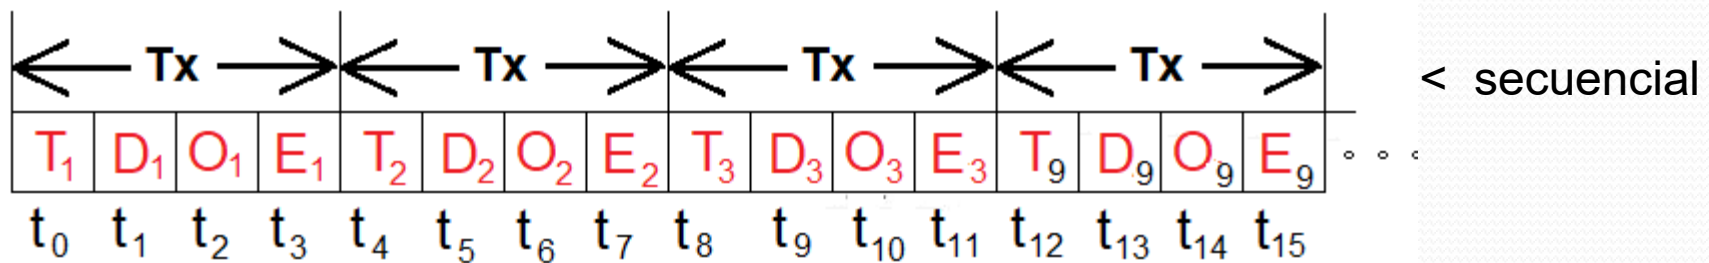 Tx Tx Tx Tx < secuencial
T₁ D₁ O₁ E₁ T₂ D₂ O₂ E₂ T₃ D₃ O₃ E₃ T₉ D₉ O₉ E₉ ∘ ∘ ∘
t₀ t₁ t₂ t₃ t₄ t₅ t₆ t₇ t₈ t₉ t₁₀ t₁₁ t₁₂ t₁₃ t₁₄ t₁₅